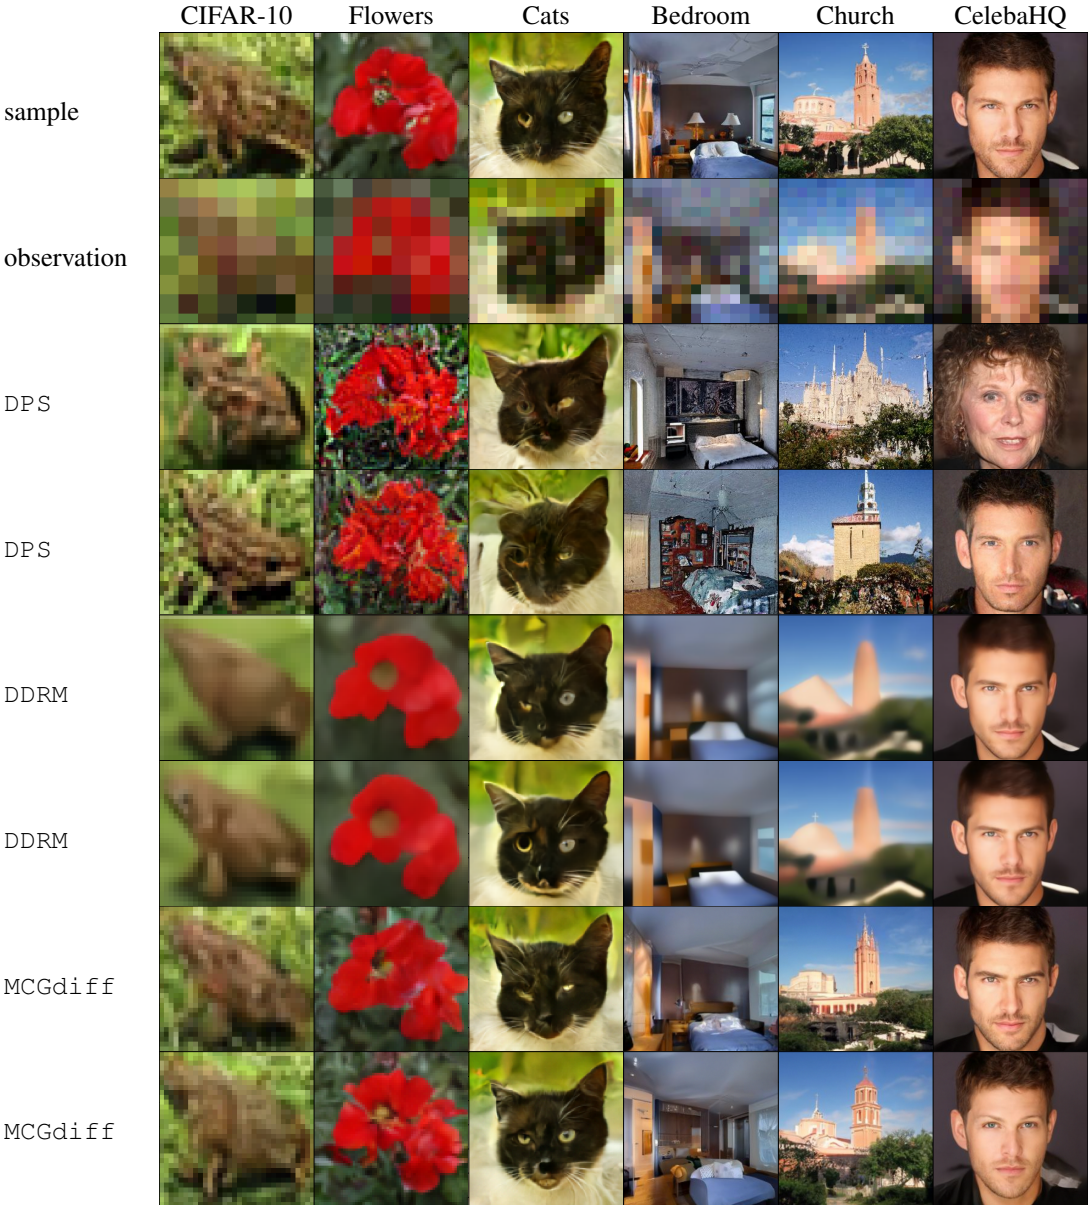 CIFAR-10 Flowers Cats Bedroom Church CelebaHQ
sample
observation
DPS
DPS
DDRM
DDRM
MCGdiff
MCGdiff